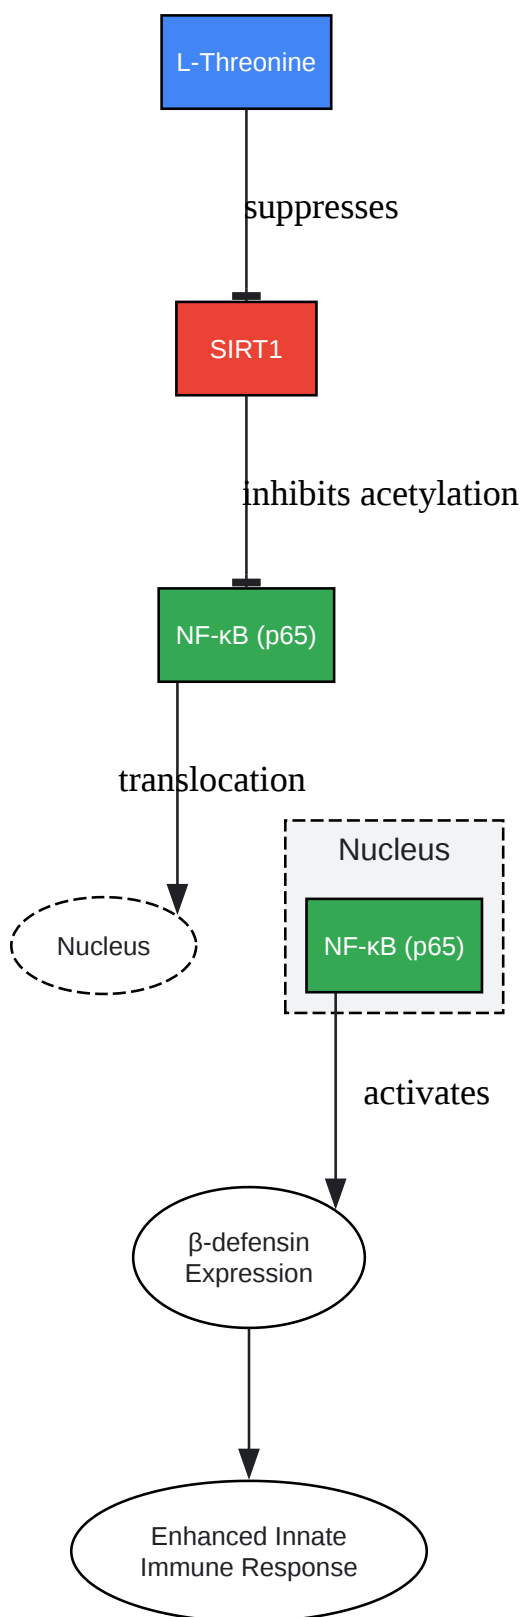 L-Threonine
suppresses
SIRT1
inhibits acetylation
NF-κB (p65)
translocation
Nucleus
Nucleus
NF-κB (p65)
activates
β-defensin
Expression
Enhanced Innate
Immune Response